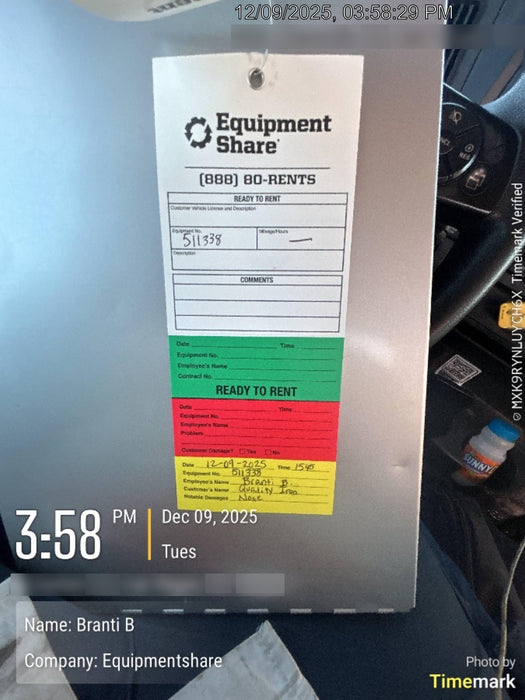 12/09/2025, 03:58:29 PM
Equipment
Share
(888) 80-RENTS
READY TO RENT
Customer Vehicle License and Description
Equipment No. Mileage/Hours
511338 —
Description
COMMENTS
Date Time
Equipment No.
Employee's Name
Contract No.
READY TO RENT
Date Time
Equipment No.
Employee's Name
Problem
Customer Damage? Yes No
Date 12-09-2025 Time 1545
Equipment No. 511338
Employee's Name Branti B.
Customer's Name Quality Iron
Notable Damages None
3:58 PM
Dec 09, 2025
Tues
Name: Branti B
Company: Equipmentshare
Photo by
Timemark
MXK9RYNLUYCH6X Timemark Verified
SUNNY